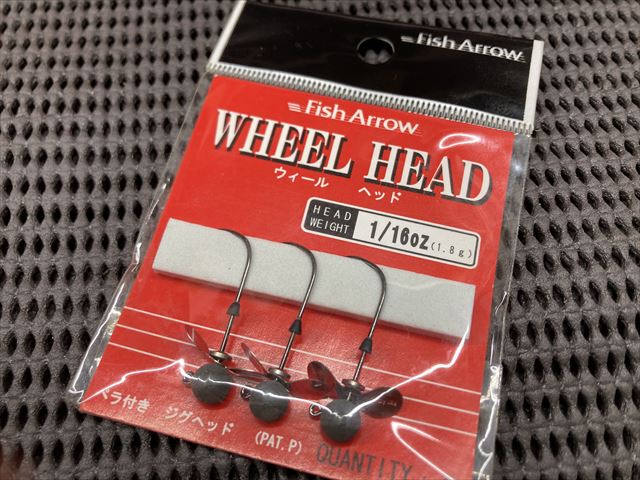 Fish Arrow
Fish Arrow
WHEEL HEAD
ウィール ヘッド
HEAD WEIGHT 1/16oz(1.8g)
ペラ付き ジグヘッド (PAT.P) QUANTITY